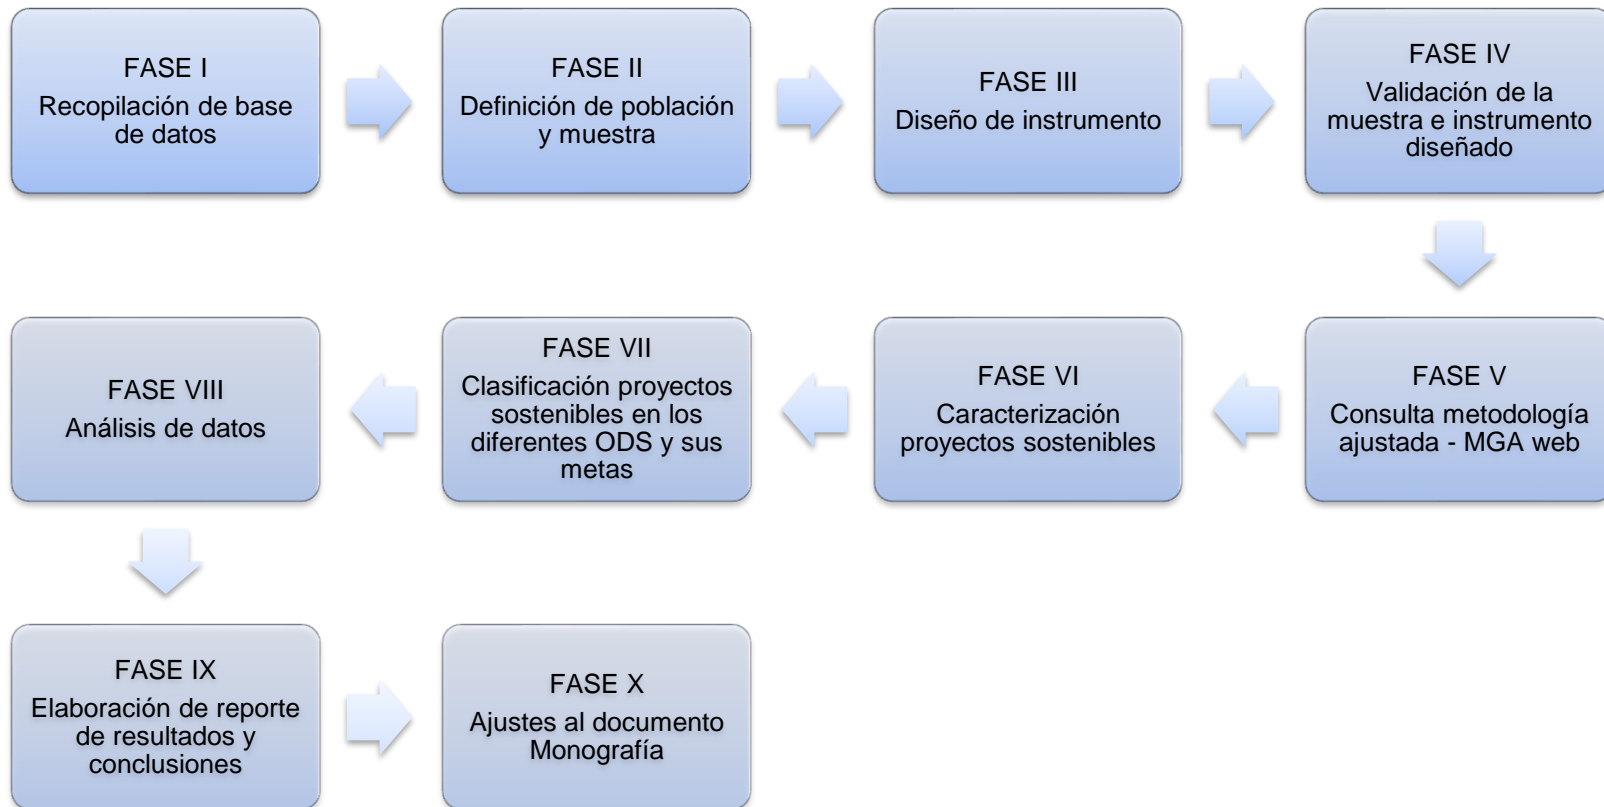 FASE I
Recopilación de base
de datos
FASE II
Definición de población
y muestra
FASE III
Diseño de instrumento
FASE IV
Validación de la
muestra e instrumento
diseñado
FASE V
Consulta metodología
ajustada - MGA web
FASE VI
Caracterización
proyectos sostenibles
FASE VII
Clasificación proyectos
sostenibles en los
diferentes ODS y sus
metas
FASE VIII
Análisis de datos
FASE IX
Elaboración de reporte
de resultados y
conclusiones
FASE X
Ajustes al documento
Monografía